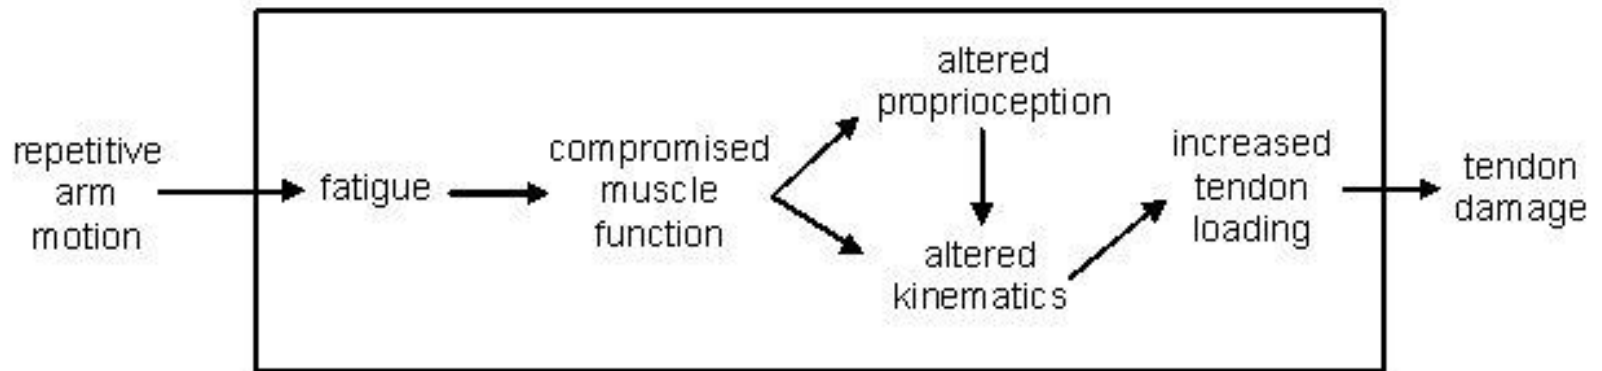 repetitive
arm
motion
fatigue
compromised
muscle
function
altered
proprioception
altered
kinematics
increased
tendon
loading
tendon
damage